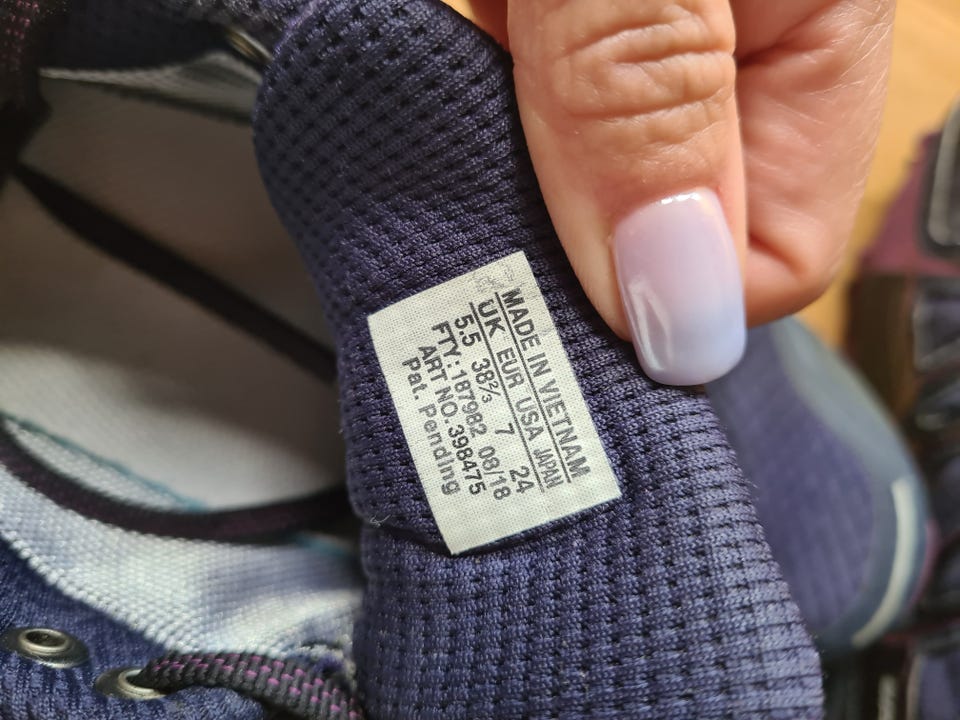 MADE IN VIETNAM
UK EUR USA JAPAN
5.5 38⅔ 7 24
FTY.:187982 08/18
ART NO.398475
Pat. Pending